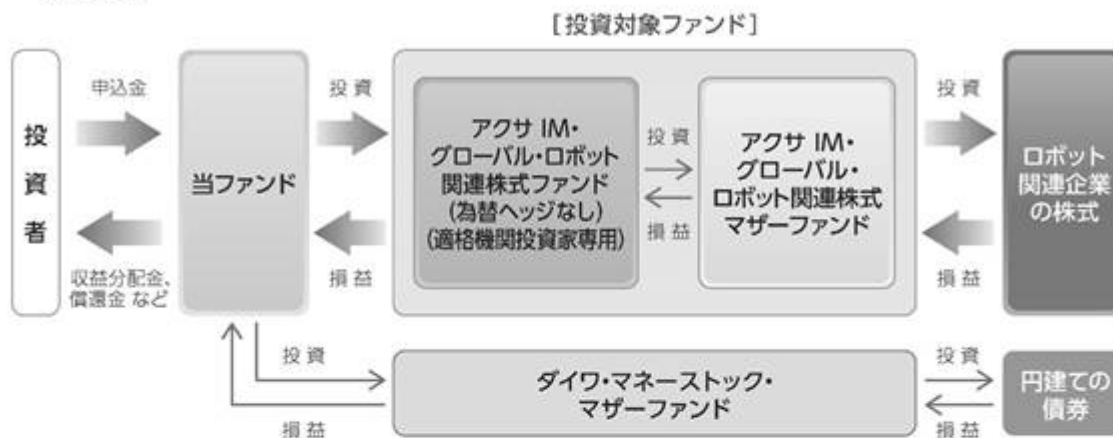 [投資対象ファンド]
投
資
者
申込金
収益分配金、
償還金 など
当ファンド
投 資
損 益
アクサ IM・
グローバル・ロボット
関連株式ファンド
(為替ヘッジなし)
(適格機関投資家専用)
投 資
損 益
アクサ IM・
グローバル・
ロボット関連株式
マザーファンド
投 資
損 益
ロボット
関連企業
の株式
投 資
損 益
ダイワ・マネーストック・
マザーファンド
投 資
損 益
円建ての
債券